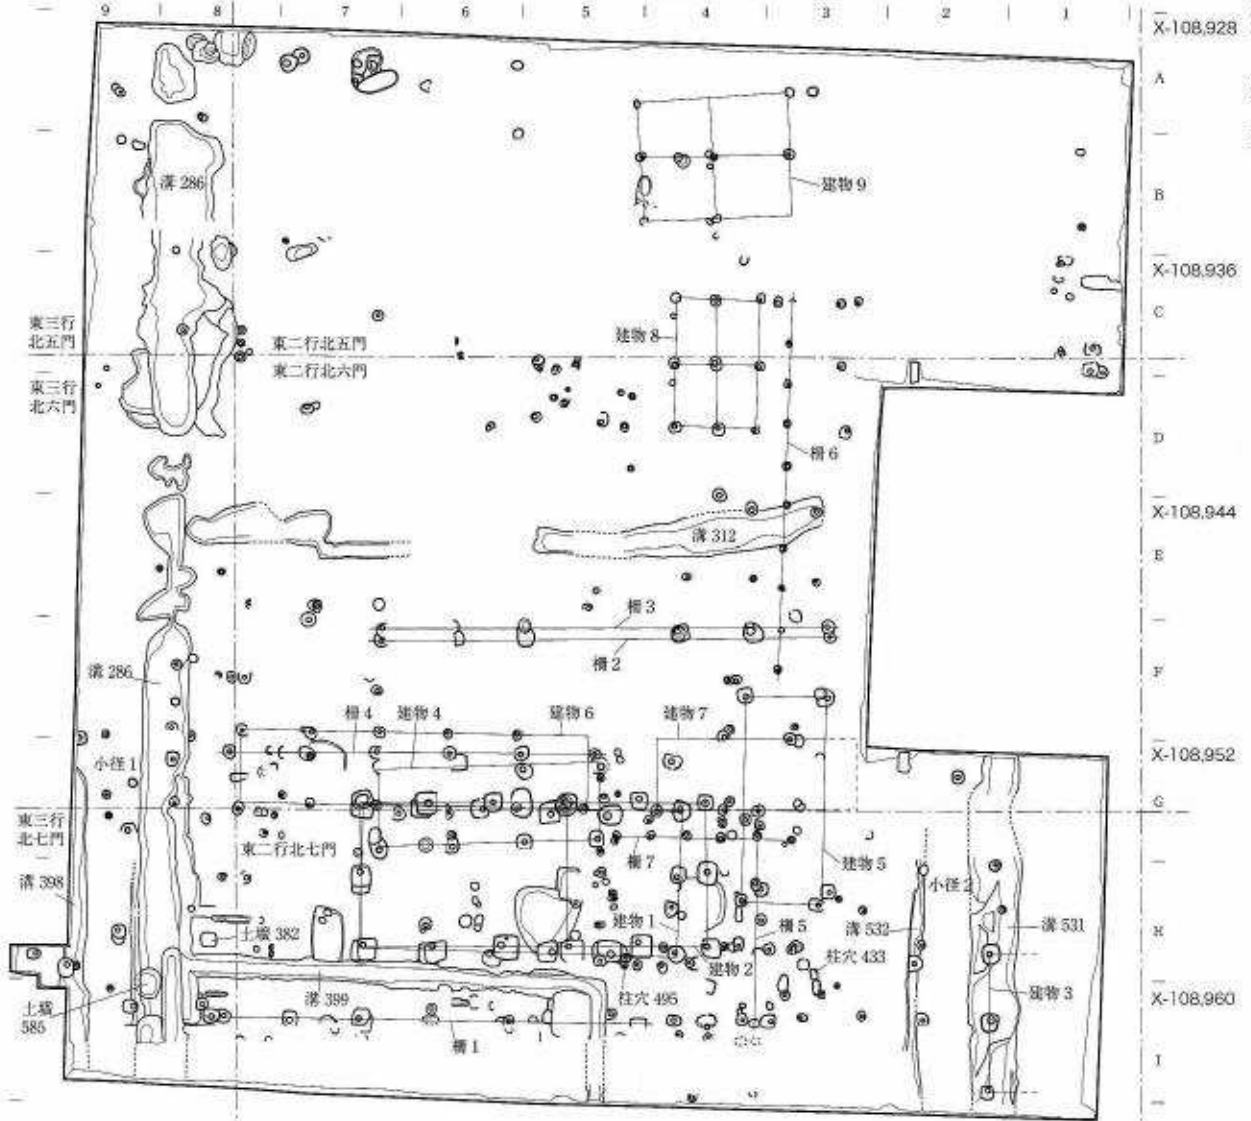 9 8 7 6 5 4 3 2 1
X-108,928
A
B
X-108,936
C
D
X-108,944
E
F
X-108,952
G
H
X-108,960
I
溝 286
建物 9
東三行
北五門
東二行北五門
建物 8
東二行北六門
東三行
北六門
柵 6
溝 312
柵 3
柵 2
溝 286
柵 4
建物 4
建物 6
建物 7
小径 1
東三行
北七門
東二行北七門
柵 7
建物 5
溝 398
小径 2
土壙 382
建物 1
柵 5
溝 532
溝 531
建物 2
柱穴 433
土壙
585
溝 399
柱穴 495
建物 3
柵 1